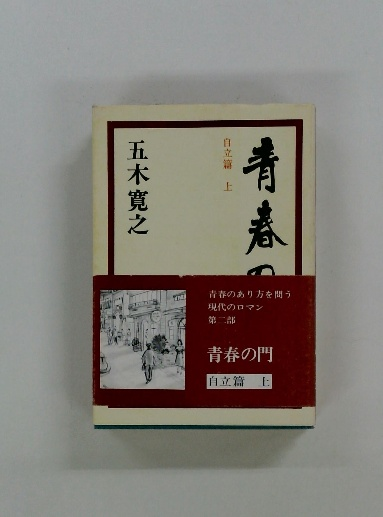 青春の
自立篇 上
五木寛之
青春のあり方を問う
現代のロマン
第二部
青春の門
自立篇 上